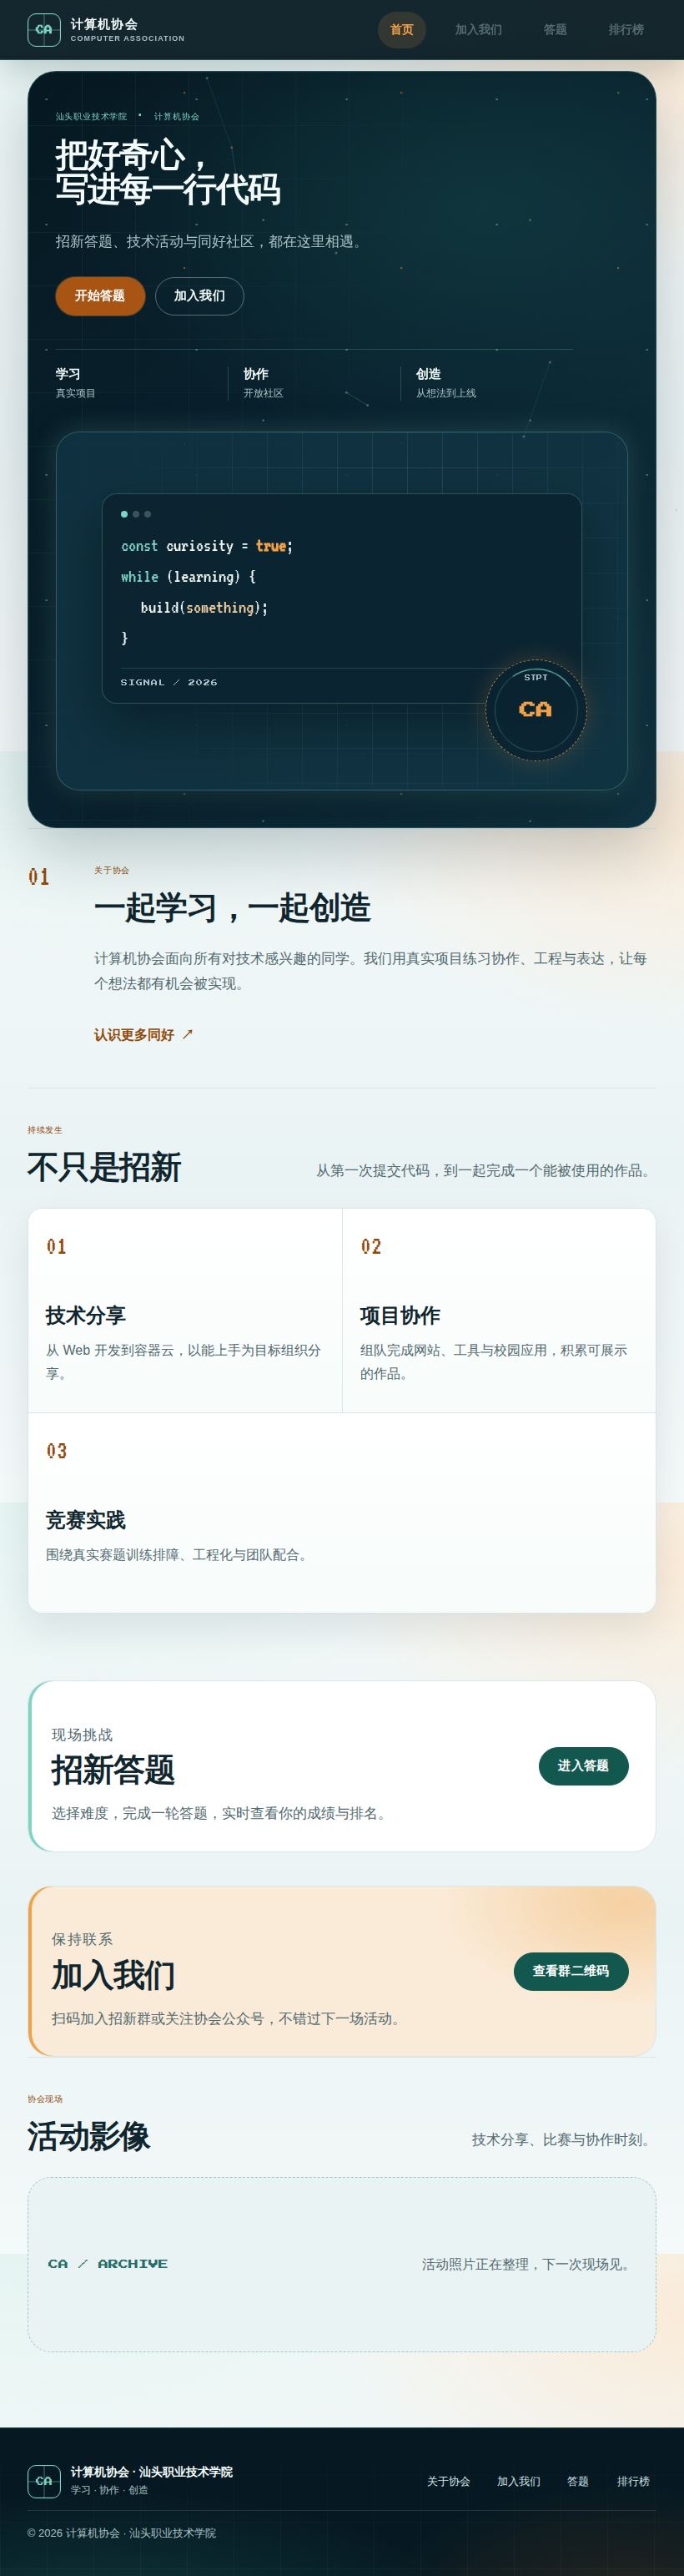 CA
计算机协会
COMPUTER ASSOCIATION
首页
加入我们
答题
排行榜
汕头职业技术学院 · 计算机协会
把好奇心，
写进每一行代码
招新答题、技术活动与同好社区，都在这里相遇。
开始答题
加入我们
学习
真实项目
协作
开放社区
创造
从想法到上线
const curiosity = true;
while (learning) {
build(something);
}
SIGNAL / 2026
STPT
CA
01
关于协会
一起学习，一起创造
计算机协会面向所有对技术感兴趣的同学。我们用真实项目练习协作、工程与表达，让每
个想法都有机会被实现。
认识更多同好 ↗
持续发生
不只是招新
从第一次提交代码，到一起完成一个能被使用的作品。
01
技术分享
从 Web 开发到容器云，以能上手为目标组织分
享。
02
项目协作
组队完成网站、工具与校园应用，积累可展示
的作品。
03
竞赛实践
围绕真实赛题训练排障、工程化与团队配合。
现场挑战
招新答题
选择难度，完成一轮答题，实时查看你的成绩与排名。
进入答题
保持联系
加入我们
扫码加入招新群或关注协会公众号，不错过下一场活动。
查看群二维码
协会现场
活动影像
技术分享、比赛与协作时刻。
CA / ARCHIVE
活动照片正在整理，下一次现场见。
CA
计算机协会 · 汕头职业技术学院
学习 · 协作 · 创造
关于协会
加入我们
答题
排行榜
© 2026 计算机协会 · 汕头职业技术学院